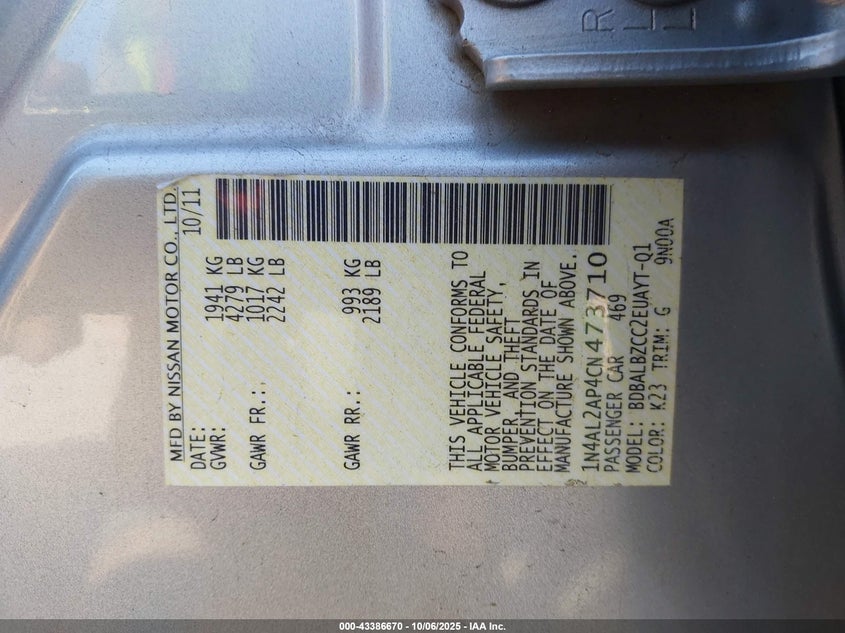 MFD BY NISSAN MOTOR CO., LTD.
DATE: 10/11
GVWR: 1941 KG
4279 LB
GAWR FR.: 1017 KG
2242 LB
GAWR RR.: 993 KG
2189 LB
THIS VEHICLE CONFORMS TO
ALL APPLICABLE FEDERAL
MOTOR VEHICLE SAFETY,
BUMPER, AND THEFT
PREVENTION STANDARDS IN
EFFECT ON THE DATE OF
MANUFACTURE SHOWN ABOVE.
1N4AL2AP4CN473710
PASSENGER CAR 469
MODEL: BDBALBZCC2EUAYT-Q1
COLOR: K23 TRIM: G 9N00A
R L L
000-43386670 - 10/06/2025 - IAA Inc.